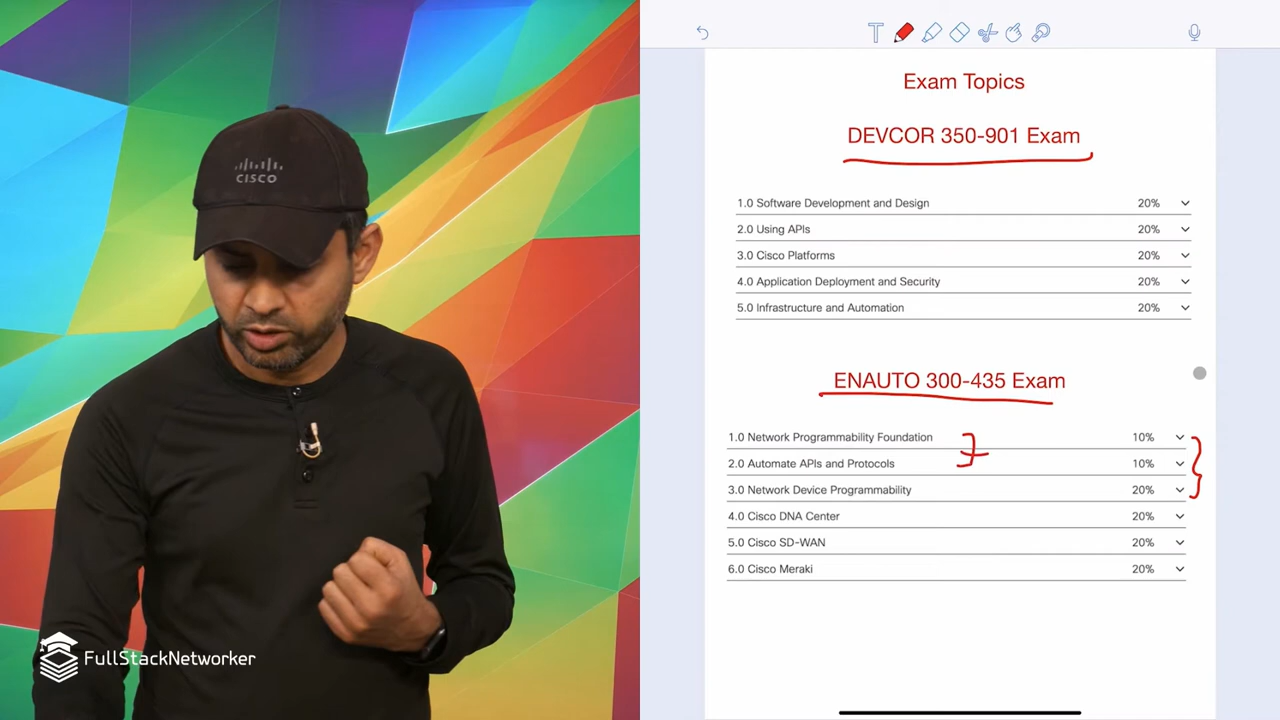 CISCO
FullStackNetworker
T
Exam Topics
DEVCOR 350-901 Exam
1.0 Software Development and Design 20%
2.0 Using APIs 20%
3.0 Cisco Platforms 20%
4.0 Application Deployment and Security 20%
5.0 Infrastructure and Automation 20%
ENAUTO 300-435 Exam
1.0 Network Programmability Foundation 10%
2.0 Automate APIs and Protocols 10%
3.0 Network Device Programmability 20%
4.0 Cisco DNA Center 20%
5.0 Cisco SD-WAN 20%
6.0 Cisco Meraki 20%